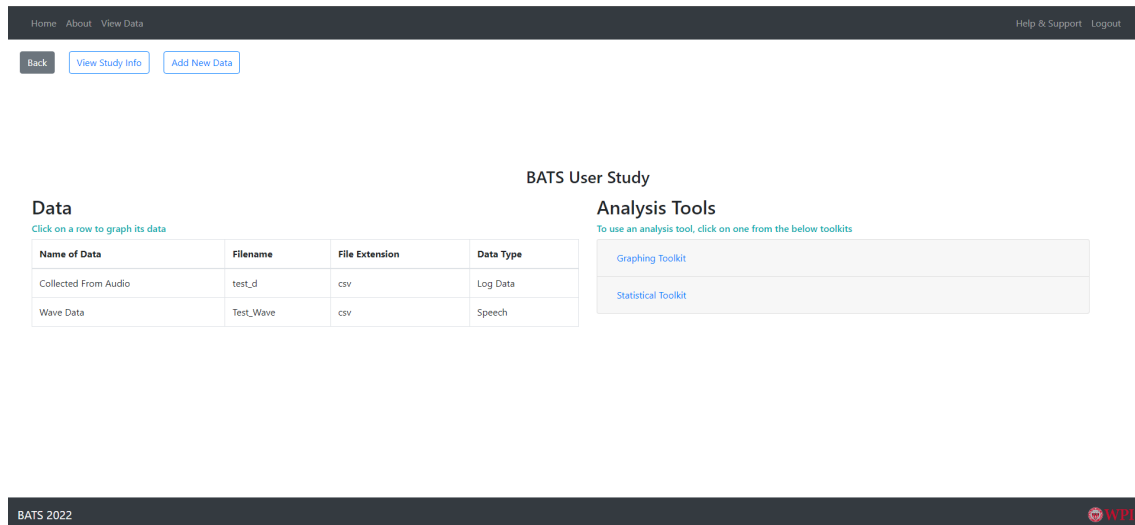 Home About View Data Help & Support Logout
Back View Study Info Add New Data
BATS User Study
Data
Click on a row to graph its data
Name of Data Filename File Extension Data Type
Collected From Audio test_d csv Log Data
Wave Data Test_Wave csv Speech
Analysis Tools
To use an analysis tool, click on one from the below toolkits
Graphing Toolkit
Statistical Toolkit
BATS 2022 WPI